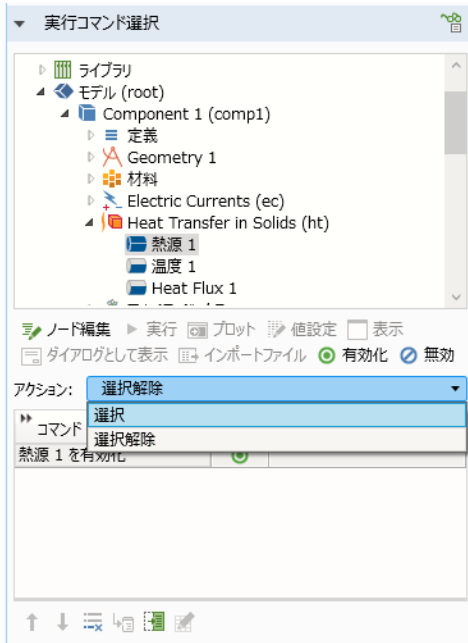 実行コマンド選択
ライブラリ
モデル (root)
Component 1 (comp1)
定義
Geometry 1
材料
Electric Currents (ec)
Heat Transfer in Solids (ht)
熱源 1
温度 1
Heat Flux 1
ノード編集 実行 プロット 値設定 表示
ダイアログとして表示 インポートファイル 有効化 無効
アクション: 選択解除
選択
コマンド
選択解除
熱源 1 を有効化